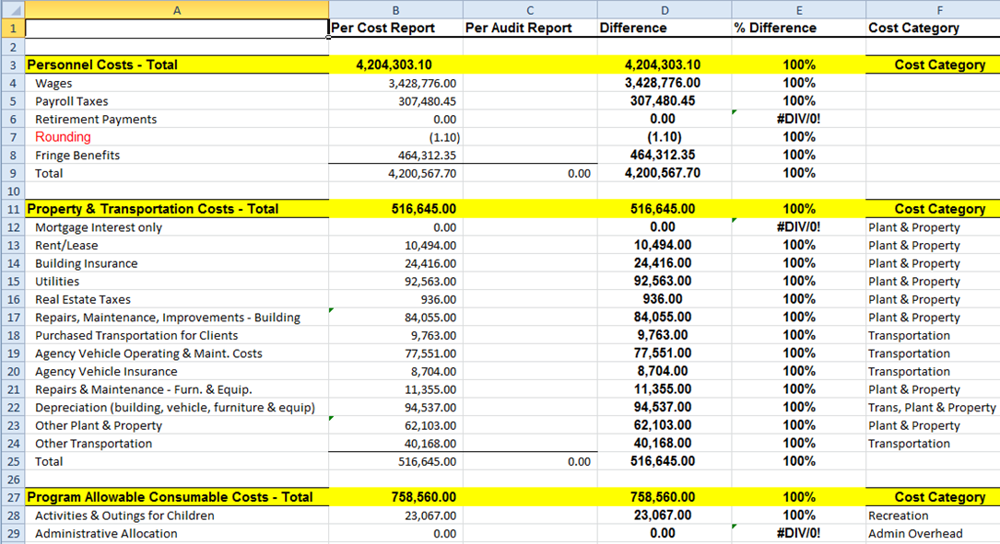 A B C D E F
1 Per Cost Report Per Audit Report Difference % Difference Cost Category
2
3 Personnel Costs - Total 4,204,303.10 4,204,303.10 100% Cost Category
4 Wages 3,428,776.00 3,428,776.00 100%
5 Payroll Taxes 307,480.45 307,480.45 100%
6 Retirement Payments 0.00 0.00 #DIV/0!
7 Rounding (1.10) (1.10) 100%
8 Fringe Benefits 464,312.35 464,312.35 100%
9 Total 4,200,567.70 0.00 4,200,567.70 100%
10
11 Property & Transportation Costs - Total 516,645.00 516,645.00 100% Cost Category
12 Mortgage Interest only 0.00 0.00 #DIV/0! Plant & Property
13 Rent/Lease 10,494.00 10,494.00 100% Plant & Property
14 Building Insurance 24,416.00 24,416.00 100% Plant & Property
15 Utilities 92,563.00 92,563.00 100% Plant & Property
16 Real Estate Taxes 936.00 936.00 100% Plant & Property
17 Repairs, Maintenance, Improvements - Building 84,055.00 84,055.00 100% Plant & Property
18 Purchased Transportation for Clients 9,763.00 9,763.00 100% Transportation
19 Agency Vehicle Operating & Maint. Costs 77,551.00 77,551.00 100% Transportation
20 Agency Vehicle Insurance 8,704.00 8,704.00 100% Transportation
21 Repairs & Maintenance - Furn. & Equip. 11,355.00 11,355.00 100% Plant & Property
22 Depreciation (building, vehicle, furniture & equip) 94,537.00 94,537.00 100% Trans, Plant & Property
23 Other Plant & Property 62,103.00 62,103.00 100% Plant & Property
24 Other Transportation 40,168.00 40,168.00 100% Transportation
25 Total 516,645.00 0.00 516,645.00 100%
26
27 Program Allowable Consumable Costs - Total 758,560.00 758,560.00 100% Cost Category
28 Activities & Outings for Children 23,067.00 23,067.00 100% Recreation
29 Administrative Allocation 0.00 0.00 #DIV/0! Admin Overhead